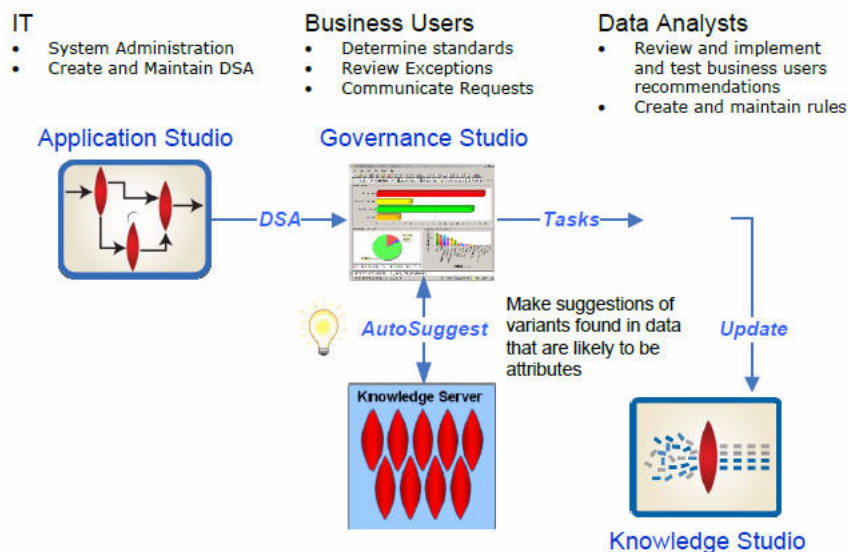 IT
• System Administration
• Create and Maintain DSA
Business Users
• Determine standards
• Review Exceptions
• Communicate Requests
Data Analysts
• Review and implement
and test business users
recommendations
• Create and maintain rules
Application Studio
Governance Studio
DSA
Tasks
AutoSuggest
Make suggestions of
variants found in data
that are likely to be
attributes
Update
Knowledge Server
Knowledge Studio